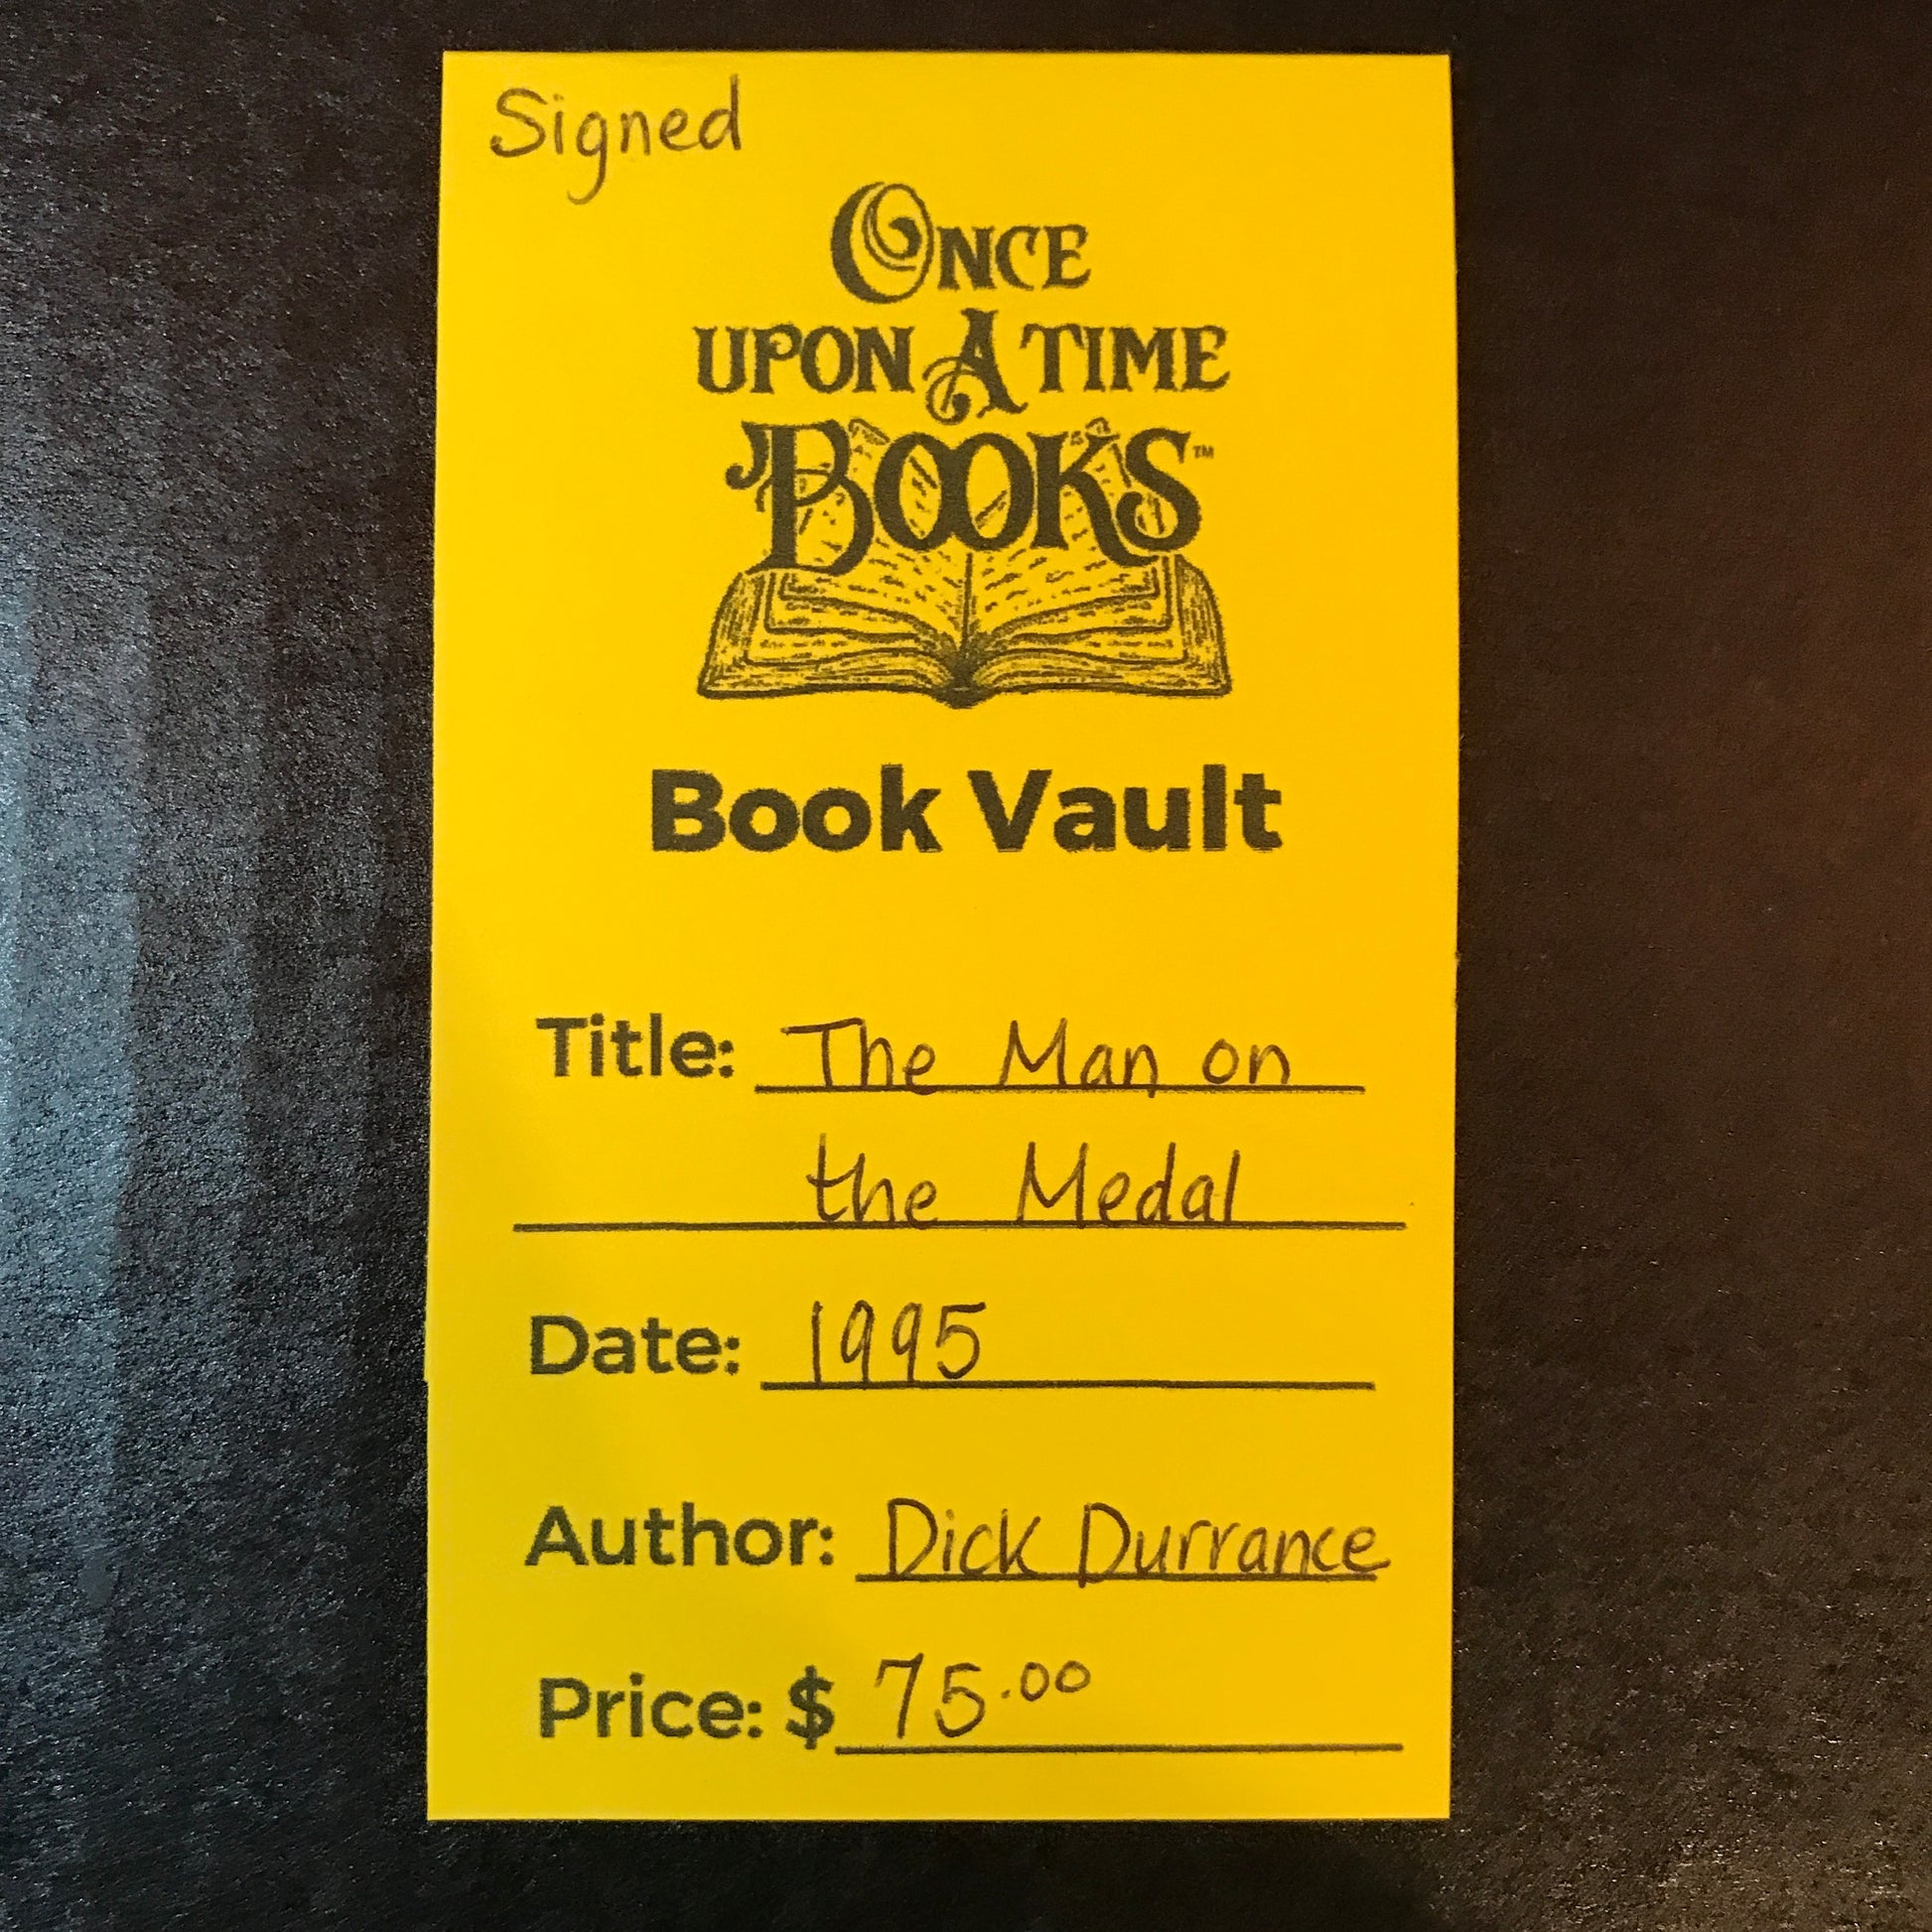 Signed
ONCE
UPON A TIME
BOOKS™
Book Vault
Title: The Man on
the Medal
Date: 1995
Author: Dick Durrance
Price: $ 75.00